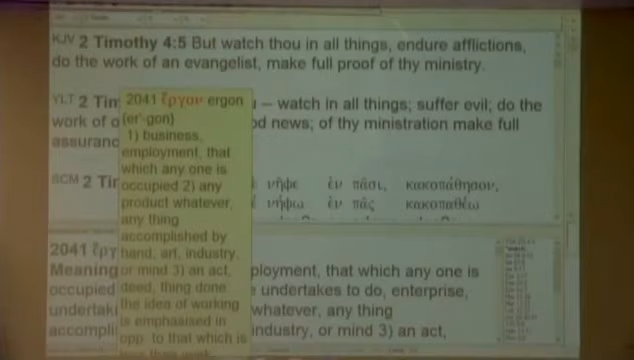 KJV 2 Timothy 4:5 But watch thou in all things, endure afflictions,
do the work of an evangelist, make full proof of thy ministry.
YLT 2 Tim
— watch in all things; suffer evil; do the
work of
od news; of thy ministration make full
assuranc
2 Ti
νῆφε ἐν πᾶσι, κακοπάθησον,
νήφω ἐν πᾶς κακοπαθέω
2041 ἔργον ergon
(er'-gon)
1) business,
employment, that
which any one is
occupied 2) any
product whatever,
any thing
accomplished by
hand, art, industry,
or mind 3) an act,
deed, thing done:
the idea of working
is emphasised in
opp. to that which is
2041 ἔργ
Meaning
ployment, that which any one is
occupied
undertakes to do, enterprise,
undertaki
whatever, any thing
accompli
industry, or mind 3) an act,